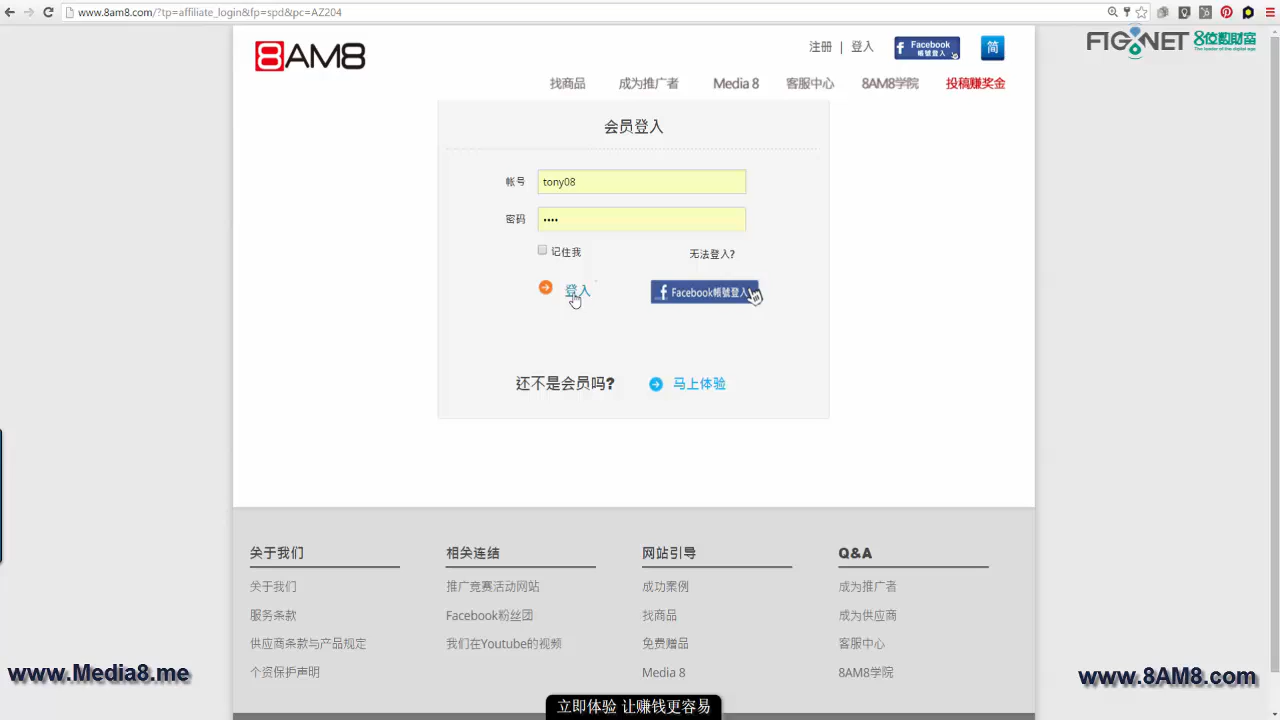 www.8am8.com/?tp=affiliate_login&fp=spd&pc=AZ204
8AM8
注册 | 登入
Facebook
帳號登入
简
FIGONET 8位數財富
The leader of the digital app
找商品 成为推广者 Media 8 客服中心 8AM8学院 投稿赚奖金
会员登入
帐号 tony08
密码 ••••
记住我 无法登入?
登入 Facebook帳號登入
还不是会员吗? 马上体验
关于我们 相关连结 网站引导 Q&A
关于我们 推广竞赛活动网站 成功案例 成为推广者
服务条款 Facebook粉丝团 找商品 成为供应商
供应商条款与产品规定 我们在Youtube的视频 免费赠品 客服中心
个资保护声明 Media 8 8AM8学院
www.Media8.me www.8AM8.com
立即体验 让赚钱更容易